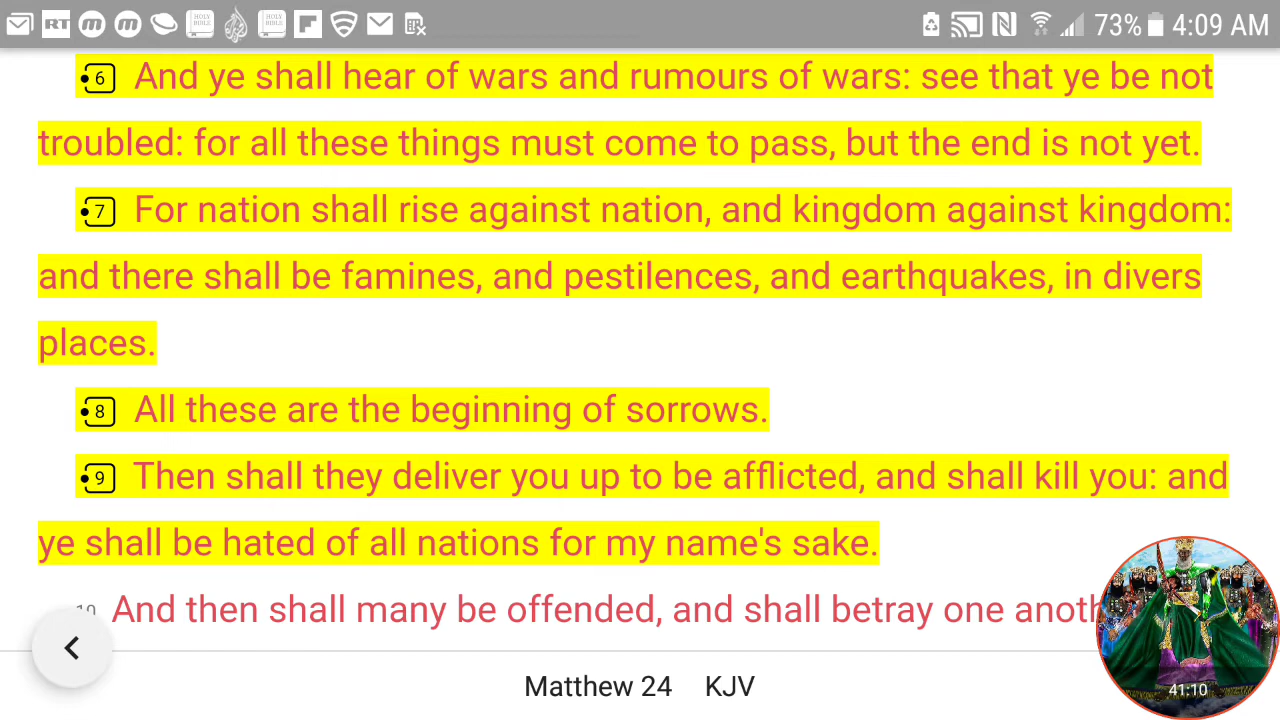 RT m m HOLY BIBLE HOLY BIBLE 73% 4:09 AM
6 And ye shall hear of wars and rumours of wars: see that ye be not
troubled: for all these things must come to pass, but the end is not yet.
7 For nation shall rise against nation, and kingdom against kingdom:
and there shall be famines, and pestilences, and earthquakes, in divers
places.
8 All these are the beginning of sorrows.
9 Then shall they deliver you up to be afflicted, and shall kill you: and
ye shall be hated of all nations for my name's sake.
10 And then shall many be offended, and shall betray one
Matthew 24 KJV
41:10